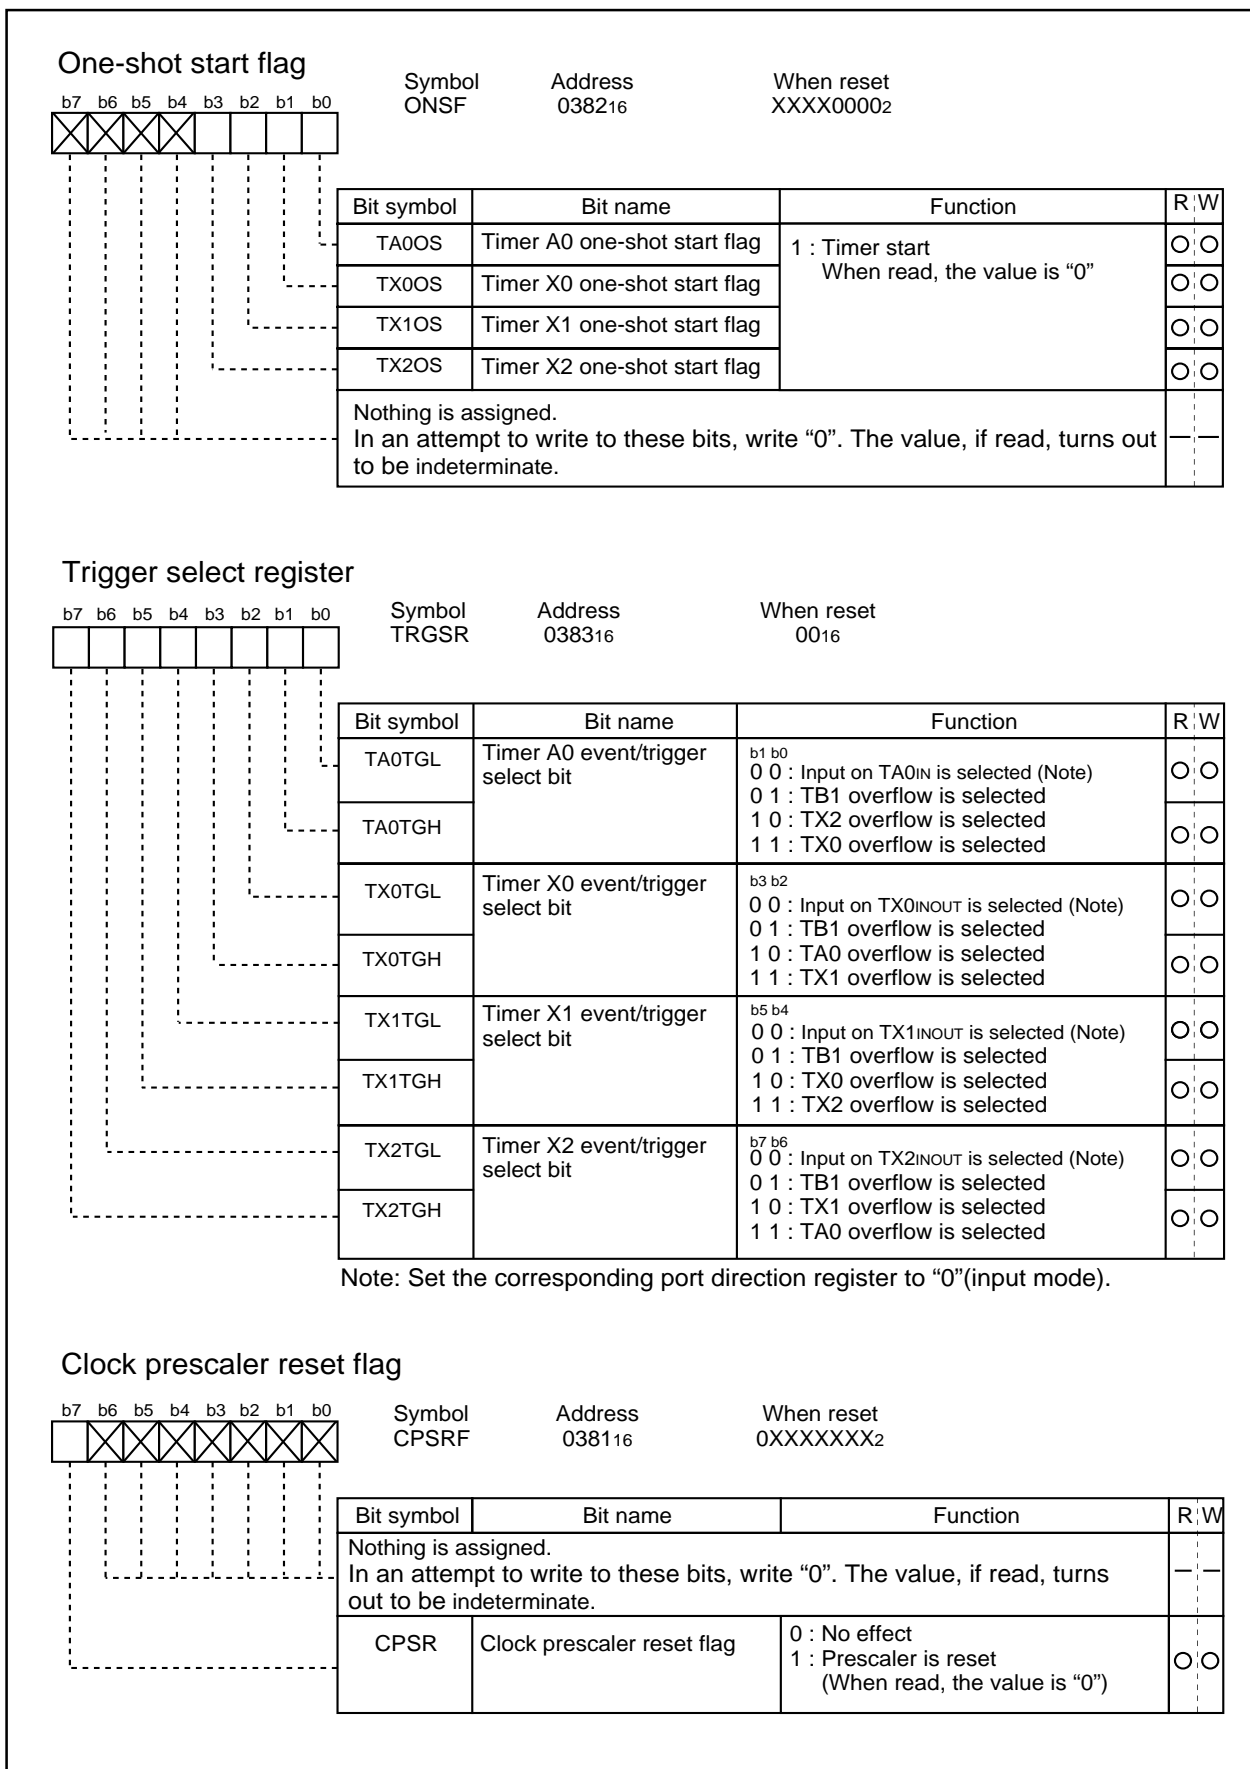 One-shot start flag
Symbol Address When reset
b7 b6 b5 b4 b3 b2 b1 b0
ONSF 038216 XXXX00002
Bit symbol Bit name Function R W
TA0OS Timer A0 one-shot start flag 1 : Timer start
When read, the value is “0”
TX0OS Timer X0 one-shot start flag
TX1OS Timer X1 one-shot start flag
TX2OS Timer X2 one-shot start flag
Nothing is assigned.
In an attempt to write to these bits, write “0”. The value, if read, turns out
to be indeterminate.
Trigger select register
b7 b6 b5 b4 b3 b2 b1 b0
Symbol Address When reset
TRGSR 038316 0016
Bit symbol Bit name Function R W
TA0TGL Timer A0 event/trigger
select bit
b1 b0
0 0 : Input on TA0IN is selected (Note)
0 1 : TB1 overflow is selected
TA0TGH 1 0 : TX2 overflow is selected
1 1 : TX0 overflow is selected
TX0TGL Timer X0 event/trigger
select bit
b3 b2
0 0 : Input on TX0INOUT is selected (Note)
0 1 : TB1 overflow is selected
TX0TGH 1 0 : TA0 overflow is selected
1 1 : TX1 overflow is selected
TX1TGL Timer X1 event/trigger
select bit
b5 b4
0 0 : Input on TX1INOUT is selected (Note)
0 1 : TB1 overflow is selected
TX1TGH 1 0 : TX0 overflow is selected
1 1 : TX2 overflow is selected
TX2TGL Timer X2 event/trigger
select bit
b7 b6
0 0 : Input on TX2INOUT is selected (Note)
0 1 : TB1 overflow is selected
TX2TGH 1 0 : TX1 overflow is selected
1 1 : TA0 overflow is selected
Note: Set the corresponding port direction register to “0”(input mode).
Clock prescaler reset flag
b7 b6 b5 b4 b3 b2 b1 b0
Symbol Address When reset
CPSRF 038116 0XXXXXXX2
Bit symbol Bit name Function R W
Nothing is assigned.
In an attempt to write to these bits, write “0”. The value, if read, turns
out to be indeterminate.
CPSR Clock prescaler reset flag 0 : No effect
1 : Prescaler is reset
(When read, the value is “0”)